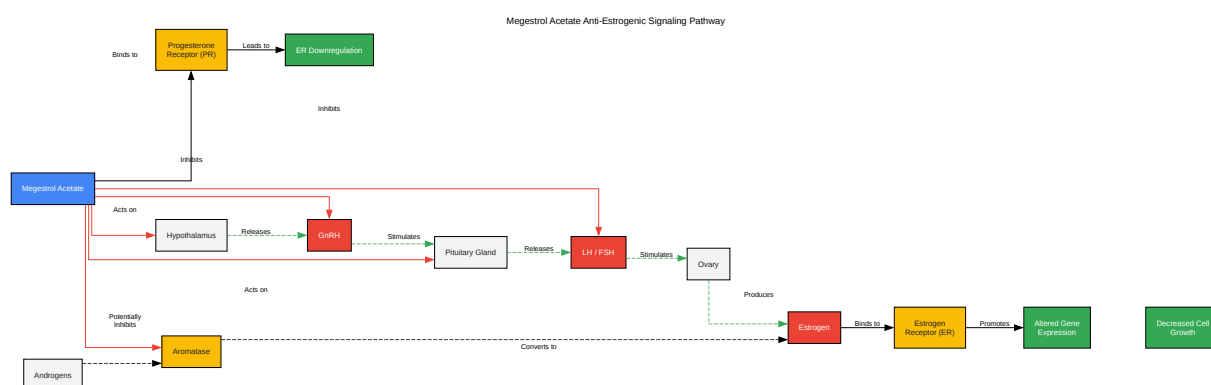 Megestrol Acetate Anti-Estrogenic Signaling Pathway
Binds to
Progesterone
Receptor (PR)
Leads to
ER Downregulation
Inhibits
Inhibits
Megestrol Acetate
Acts on
Hypothalamus
Releases
GnRH
Stimulates
Pituitary Gland
Releases
LH / FSH
Stimulates
Ovary
Acts on
Produces
Potentially
Inhibits
Estrogen
Binds to
Estrogen
Receptor (ER)
Promotes
Altered Gene
Expression
Decreased Cell
Growth
Aromatase
Converts to
Androgens